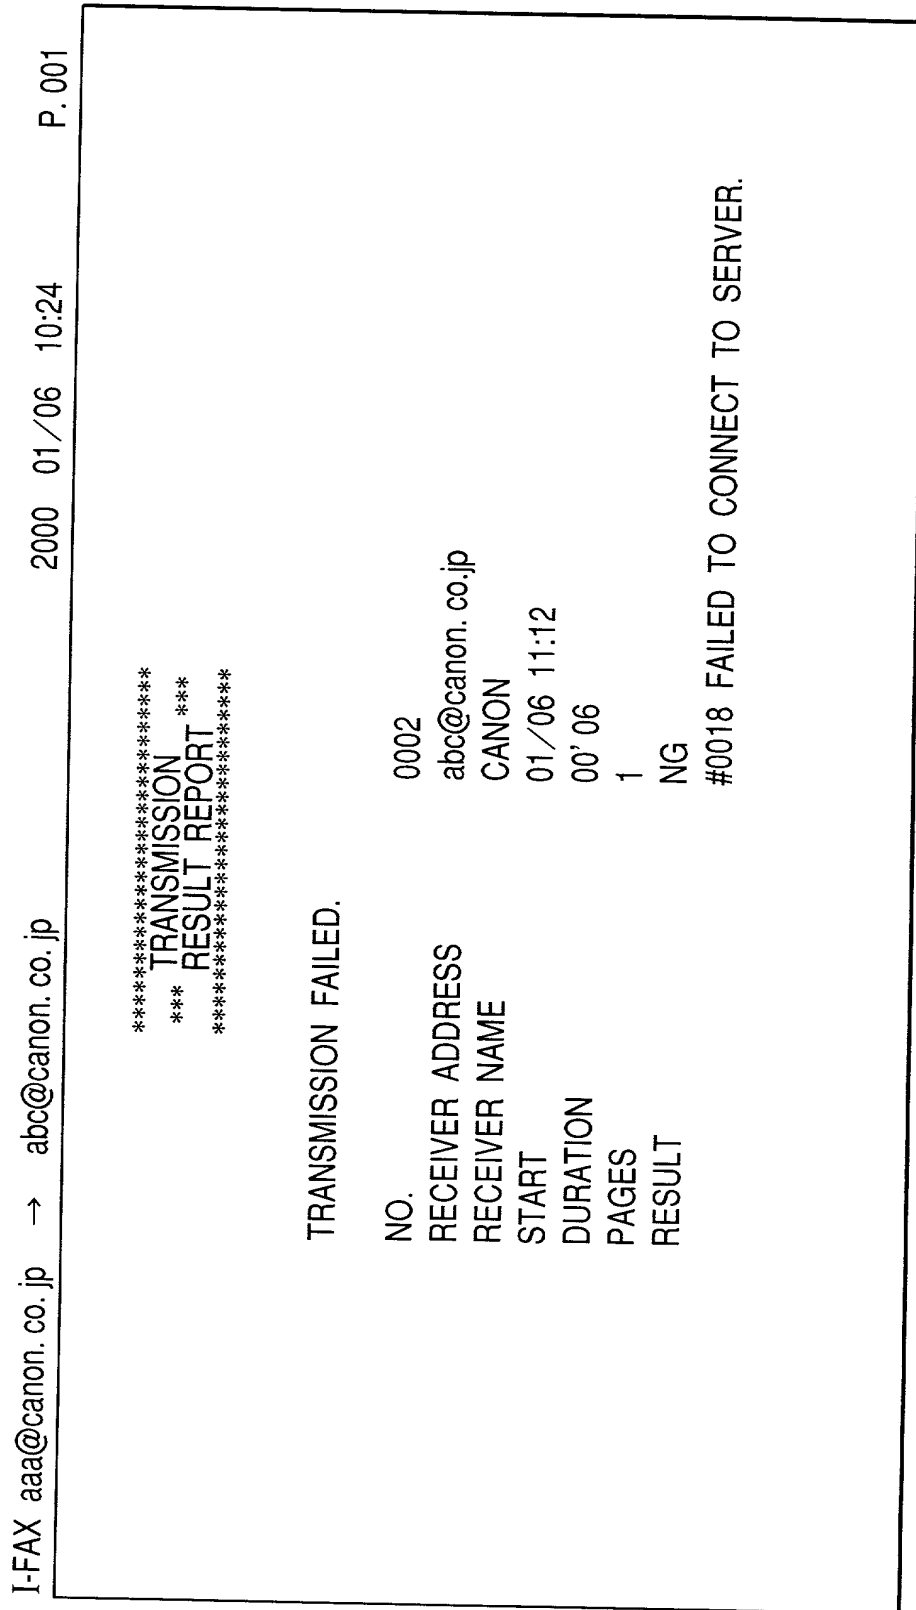 I-FAX aaa@canon. co. jp → abc@canon. co. jp 2000 01/06 10:24 P. 001
********************************
*** TRANSMISSION ***
RESULT REPORT
********************************
TRANSMISSION FAILED.
NO. 0002
RECEIVER ADDRESS abc@canon. co.jp
RECEIVER NAME CANON
START 01/06 11:12
DURATION 00' 06
PAGES 1
RESULT NG
#0018 FAILED TO CONNECT TO SERVER.